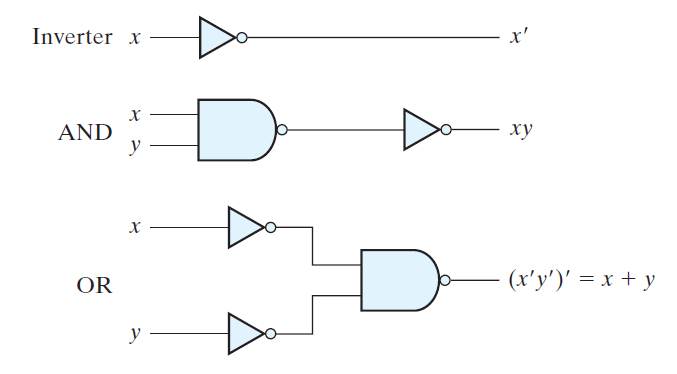 Inverter x x'
AND x y xy
x
OR (x'y')' = x + y
y